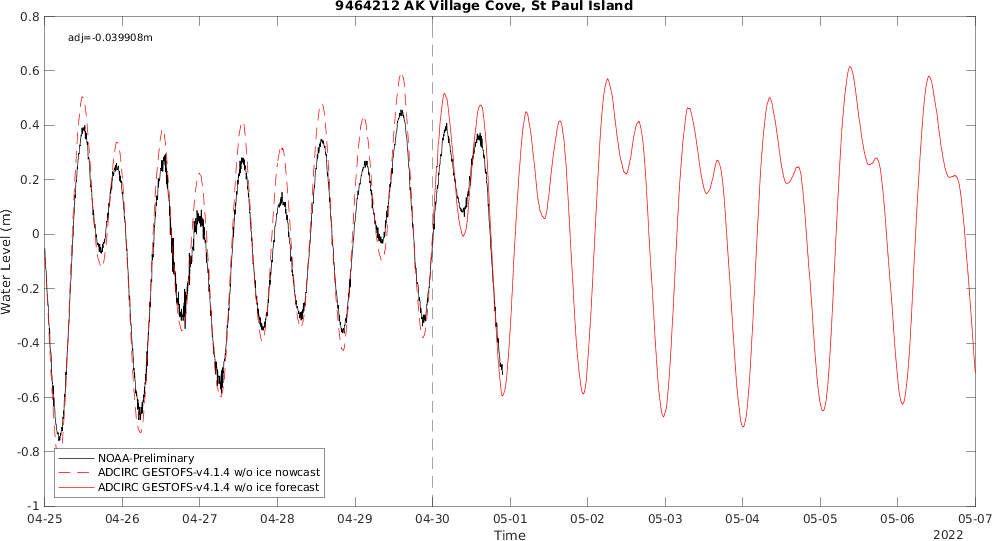 9464212 AK Village Cove, St Paul Island
adj=-0.039908m
Water Level (m)
0.8
0.6
0.4
0.2
0
-0.2
-0.4
-0.6
-0.8
-1
NOAA-Preliminary
ADCIRC GESTOFS-v4.1.4 w/o ice nowcast
ADCIRC GESTOFS-v4.1.4 w/o ice forecast
04-25 04-26 04-27 04-28 04-29 04-30 05-01 05-02 05-03 05-04 05-05 05-06 05-07
Time
2022